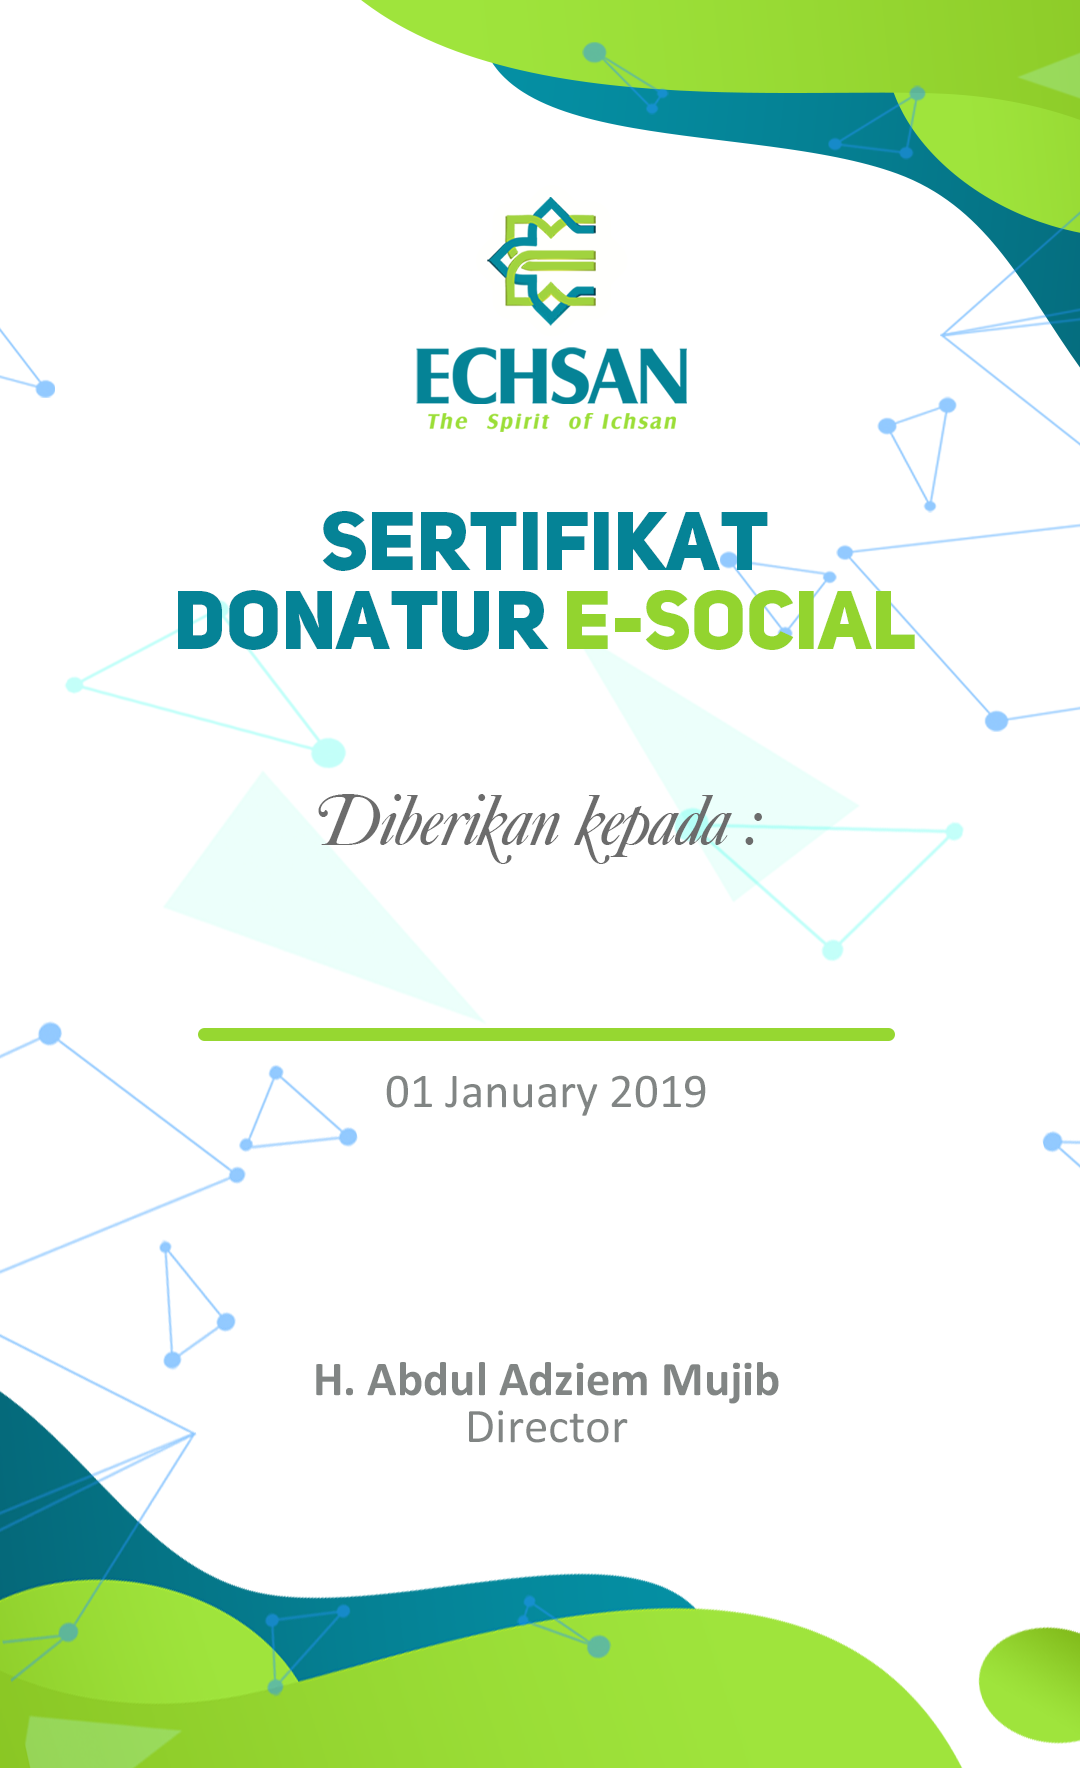 ECHSAN
The Spirit of Ichsan
SERTIFIKAT
DONATUR E-SOCIAL
Diberikan kepada :
01 January 2019
H. Abdul Adziem Mujib
Director